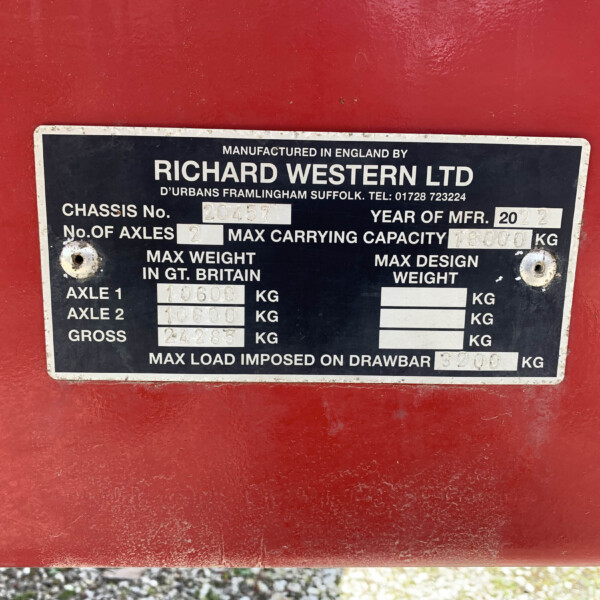 MANUFACTURED IN ENGLAND BY
RICHARD WESTERN LTD
D'URBANS FRAMLINGHAM SUFFOLK. TEL: 01728 723224
CHASSIS No. YEAR OF MFR. 2022
No. OF AXLES 2 MAX CARRYING CAPACITY KG
MAX WEIGHT IN GT. BRITAIN MAX DESIGN WEIGHT
AXLE 1 10600 KG KG
AXLE 2 10600 KG KG
GROSS KG KG
MAX LOAD IMPOSED ON DRAWBAR KG